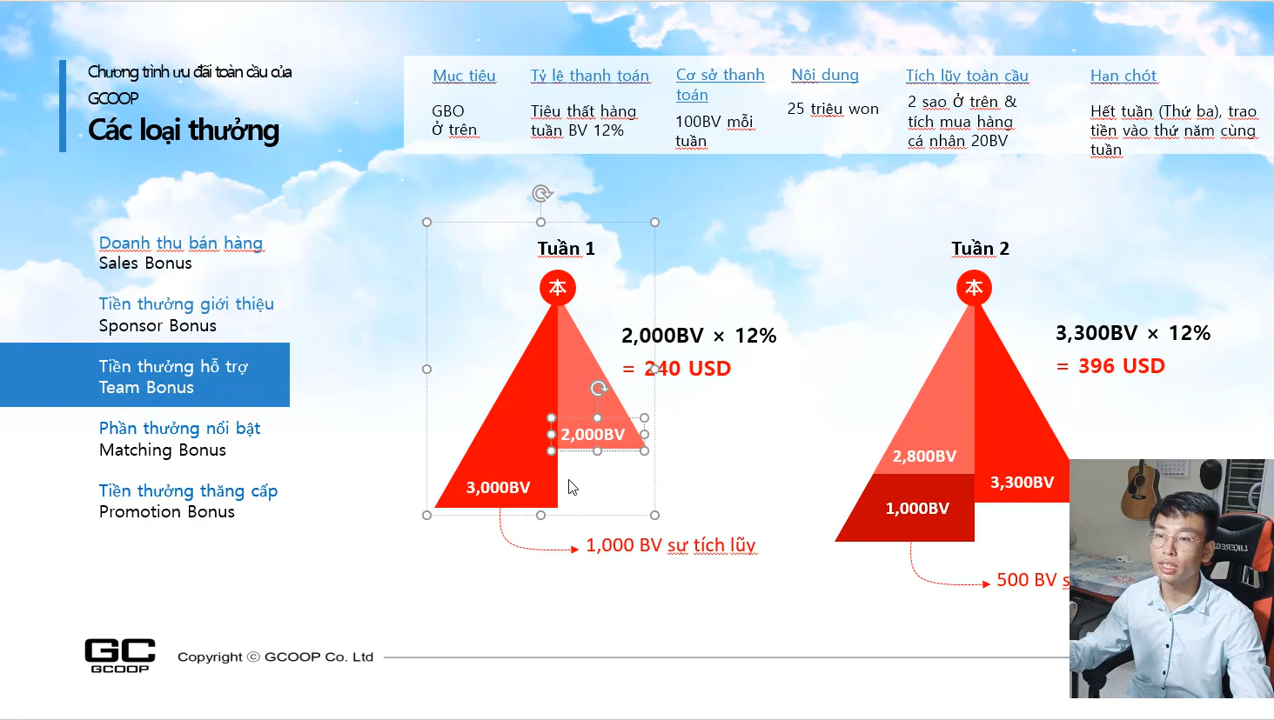 Chương trình ưu đãi toàn cầu của
GCOOP
Các loại thưởng
Mục tiêu
GBO
ở trên
Tỷ lệ thanh toán
Tiêu thất hàng
tuần BV 12%
Cơ sở thanh
toán
100BV mỗi
tuần
Nội dung
25 triệu won
Tích lũy toàn cầu
2 sao Ở trên &
tích mua hàng
cá nhân 20BV
Hạn chót
Hết tuần (Thứ ba), trao
tiền vào thứ năm cùng
tuần
Doanh thu bán hàng
Sales Bonus
Tiền thưởng giới thiệu
Sponsor Bonus
Tiền thưởng hỗ trợ
Team Bonus
Phần thưởng nổi bật
Matching Bonus
Tiền thưởng thăng cấp
Promotion Bonus
Tuần 1
本
2,000BV × 12%
= 240 USD
2,000BV
3,000BV
1,000 BV sự tích lũy
Tuần 2
本
3,300BV × 12%
= 396 USD
2,800BV
3,300BV
1,000BV
500 BV s
GC
GCOOP
Copyright © GCOOP Co. Ltd